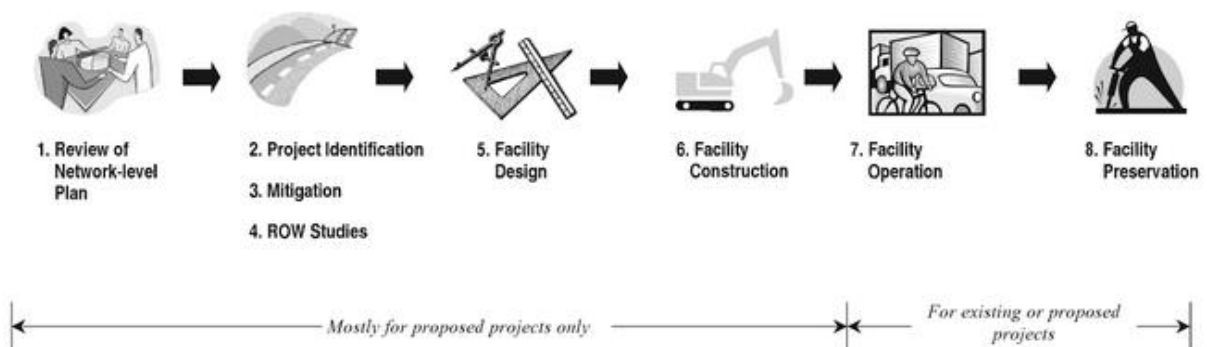 1. Review of
Network-level
Plan
2. Project Identification
3. Mitigation
4. ROW Studies
5. Facility
Design
6. Facility
Construction
7. Facility
Operation
8. Facility
Preservation
Mostly for proposed projects only
For existing or proposed
projects